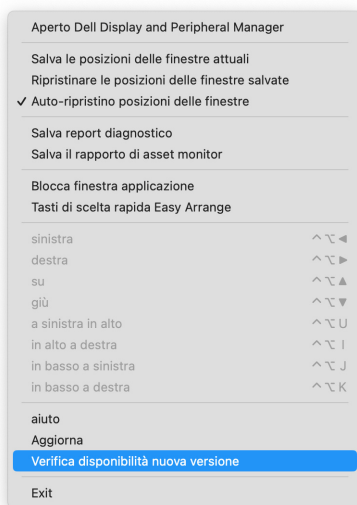 Aperto Dell Display and Peripheral Manager
Salva le posizioni delle finestre attuali
Ripristinare le posizioni delle finestre salvate
✓ Auto-ripristino posizioni delle finestre
Salva report diagnostico
Salva il rapporto di asset monitor
Blocca finestra applicazione
Tasti di scelta rapida Easy Arrange
sinistra ⌃⌥◀
destra ⌃⌥▶
su ⌃⌥▲
giù ⌃⌥▼
a sinistra in alto ⌃⌥U
in alto a destra ⌃⌥I
in basso a sinistra ⌃⌥J
in basso a destra ⌃⌥K
aiuto
Aggiorna
Verifica disponibilità nuova versione
Exit